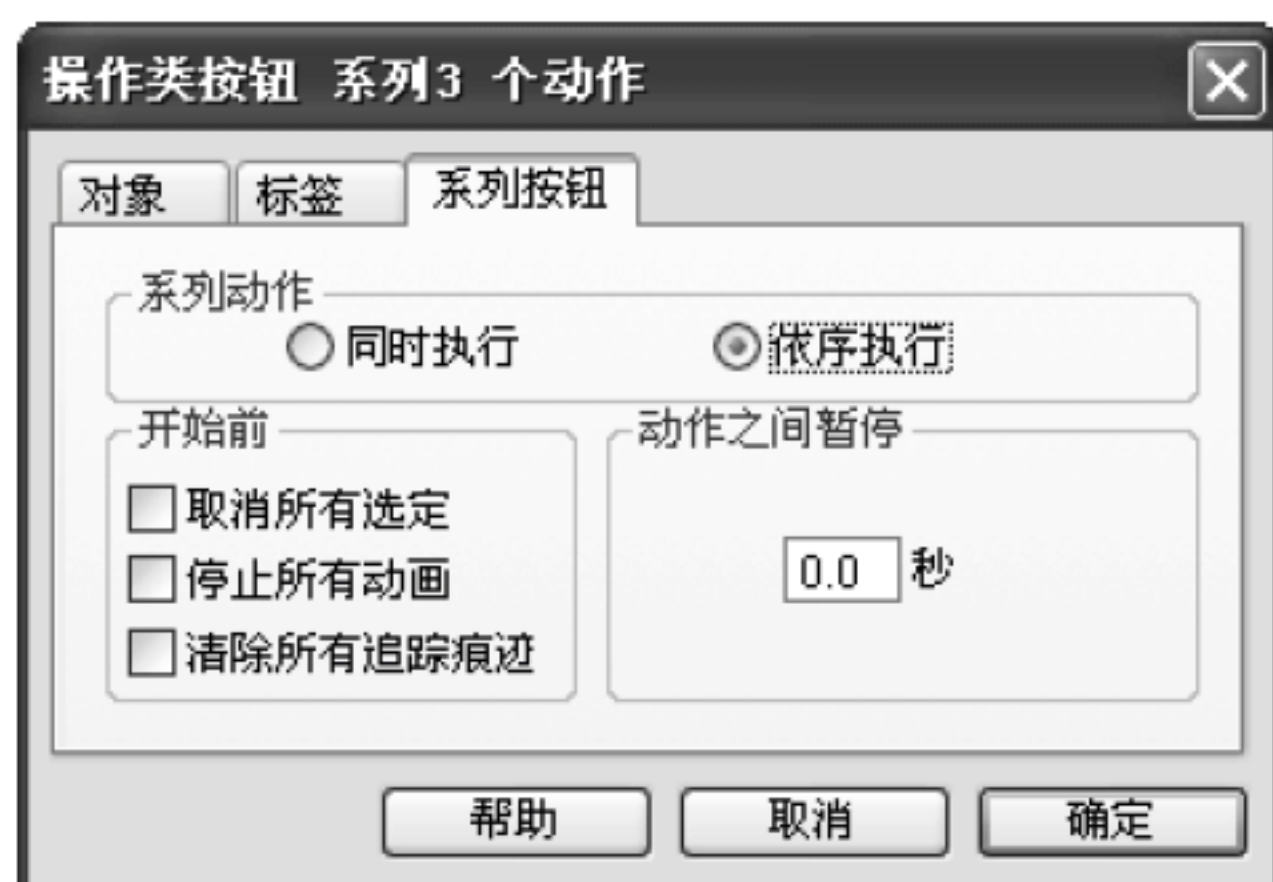 操作类按钮 系列3 个动作
对象 标签 系列按钮
系列动作
同时执行 依序执行
开始前 动作之间暂停
取消所有选定
停止所有动画
0.0 秒
清除所有追踪痕迹
帮助 取消 确定